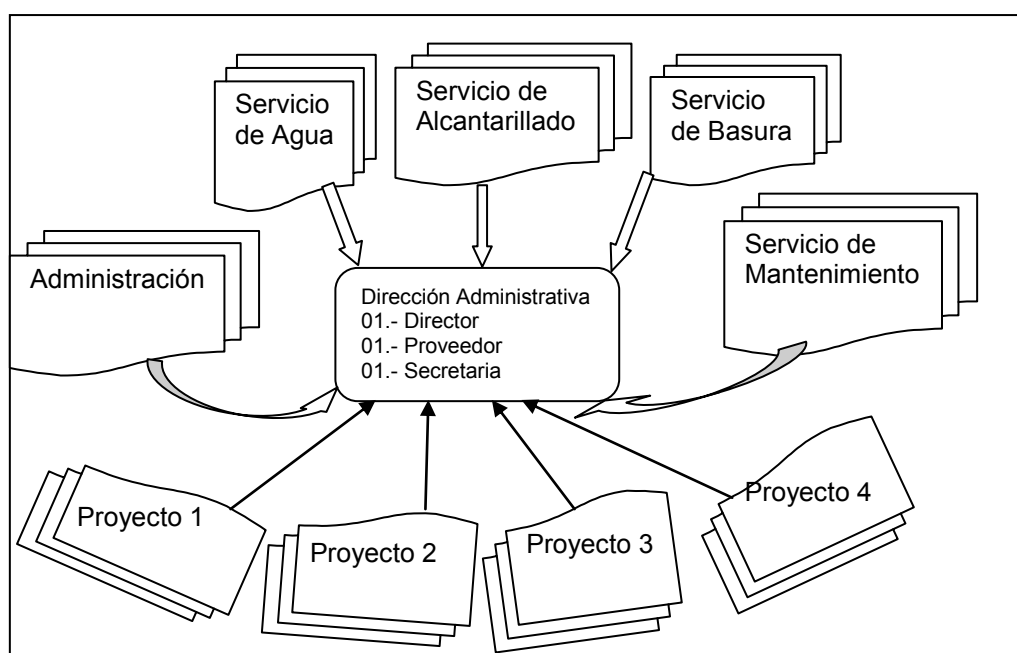 Servicio
de Agua
Servicio de
Alcantarillado
Servicio
de Basura
Administración
Servicio de
Mantenimiento
Dirección Administrativa
01.- Director
01.- Proveedor
01.- Secretaria
Proyecto 1
Proyecto 2
Proyecto 3
Proyecto 4